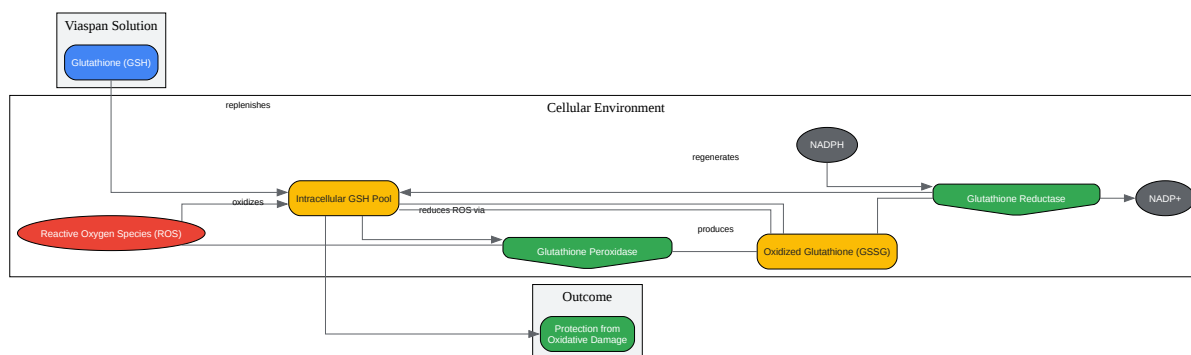 Viaspan Solution
Glutathione (GSH)
replenishes
Cellular Environment
NADPH
regenerates
Intracellular GSH Pool
Glutathione Reductase
NADP+
oxidizes
reduces ROS via
Reactive Oxygen Species (ROS)
produces
Glutathione Peroxidase
Oxidized Glutathione (GSSG)
Outcome
Protection from
Oxidative Damage